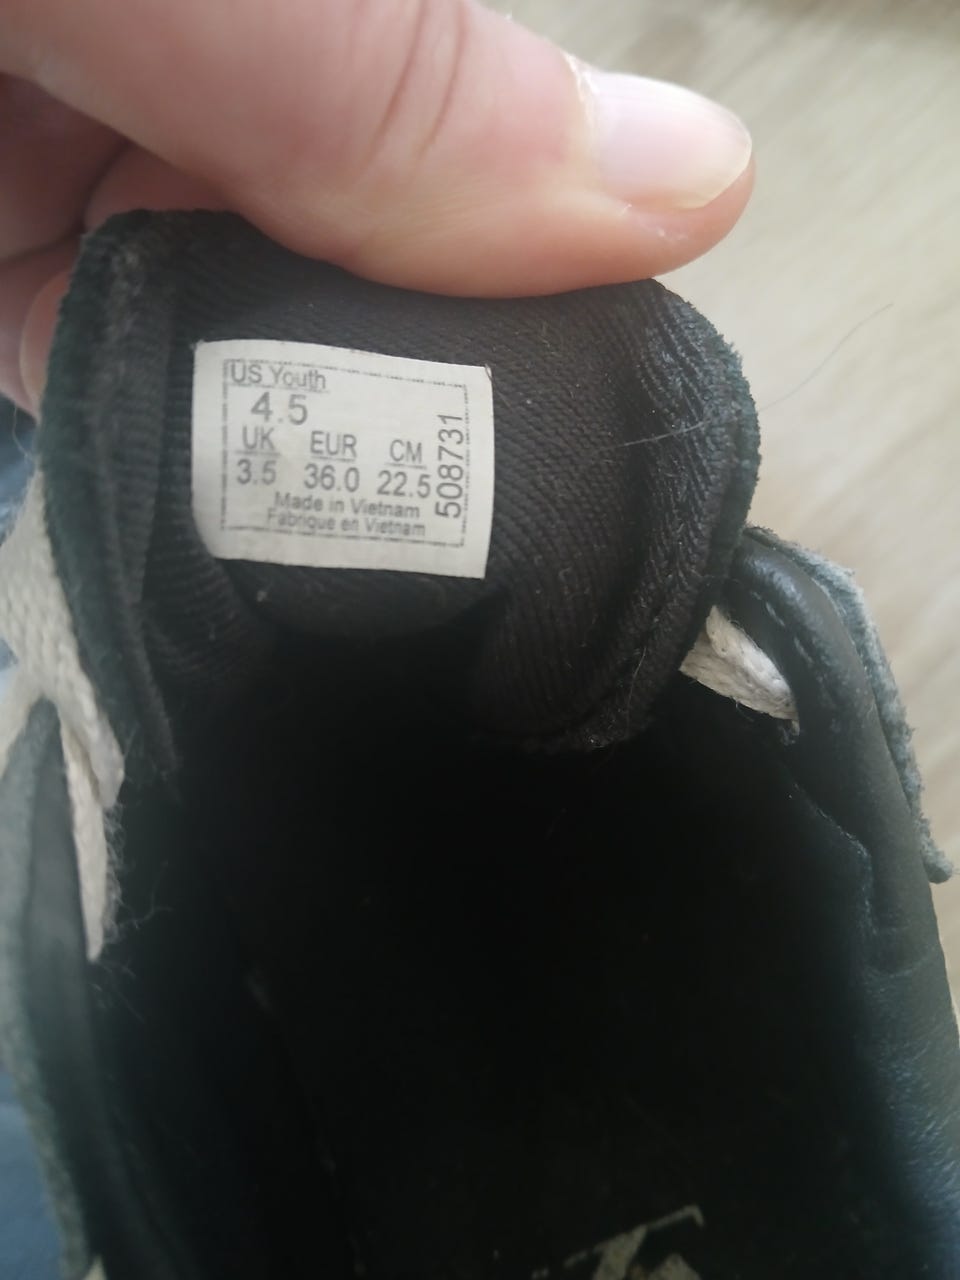 US Youth
4.5
UK EUR CM
3.5 36.0 22.5
Made in Vietnam
Fabrique en Vietnam
508731